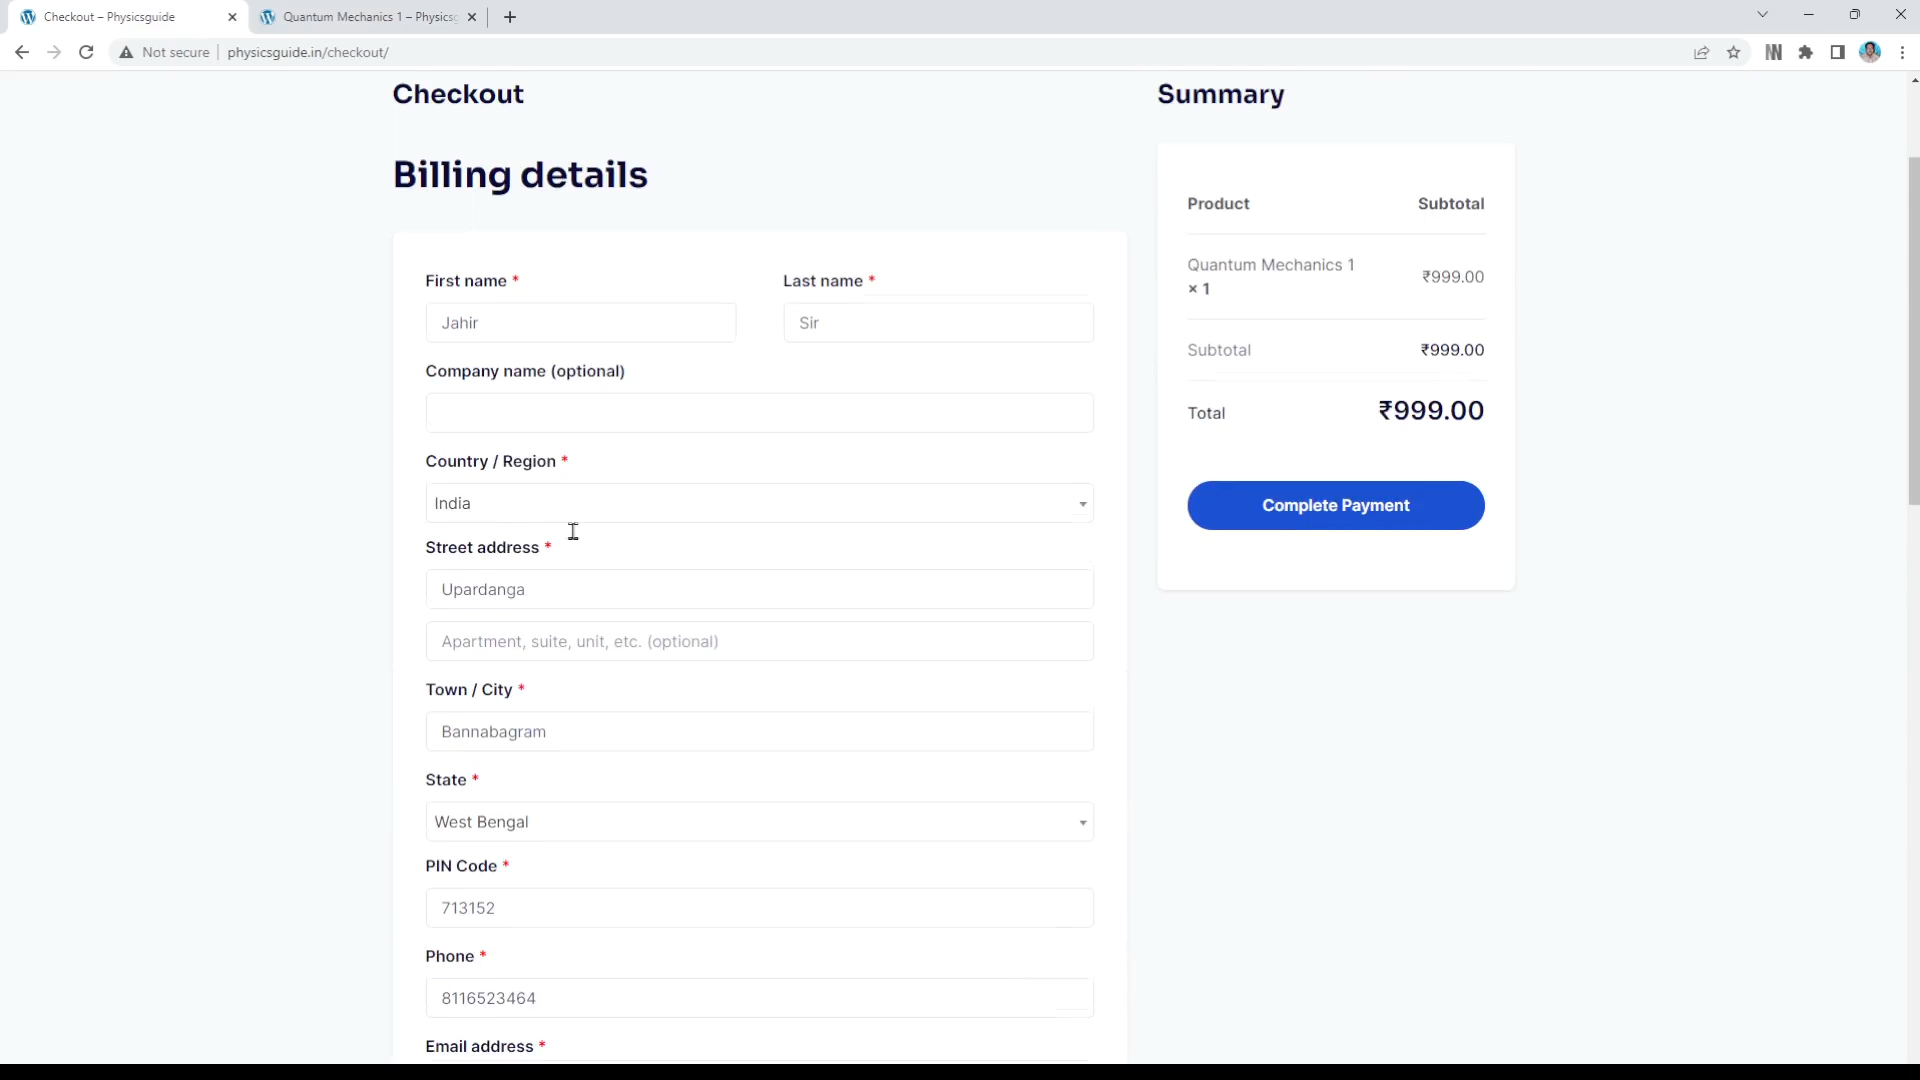 Checkout – Physicsguide
Quantum Mechanics 1 – Physics
Not secure
physicsguide.in/checkout/
Checkout
Summary
Billing details
Product Subtotal
Quantum Mechanics 1 ₹999.00
× 1
Subtotal ₹999.00
Total ₹999.00
Complete Payment
First name * Last name *
Jahir Sir
Company name (optional)
Country / Region *
India
Street address *
Upardanga
Apartment, suite, unit, etc. (optional)
Town / City *
Bannabagram
State *
West Bengal
PIN Code *
713152
Phone *
8116523464
Email address *